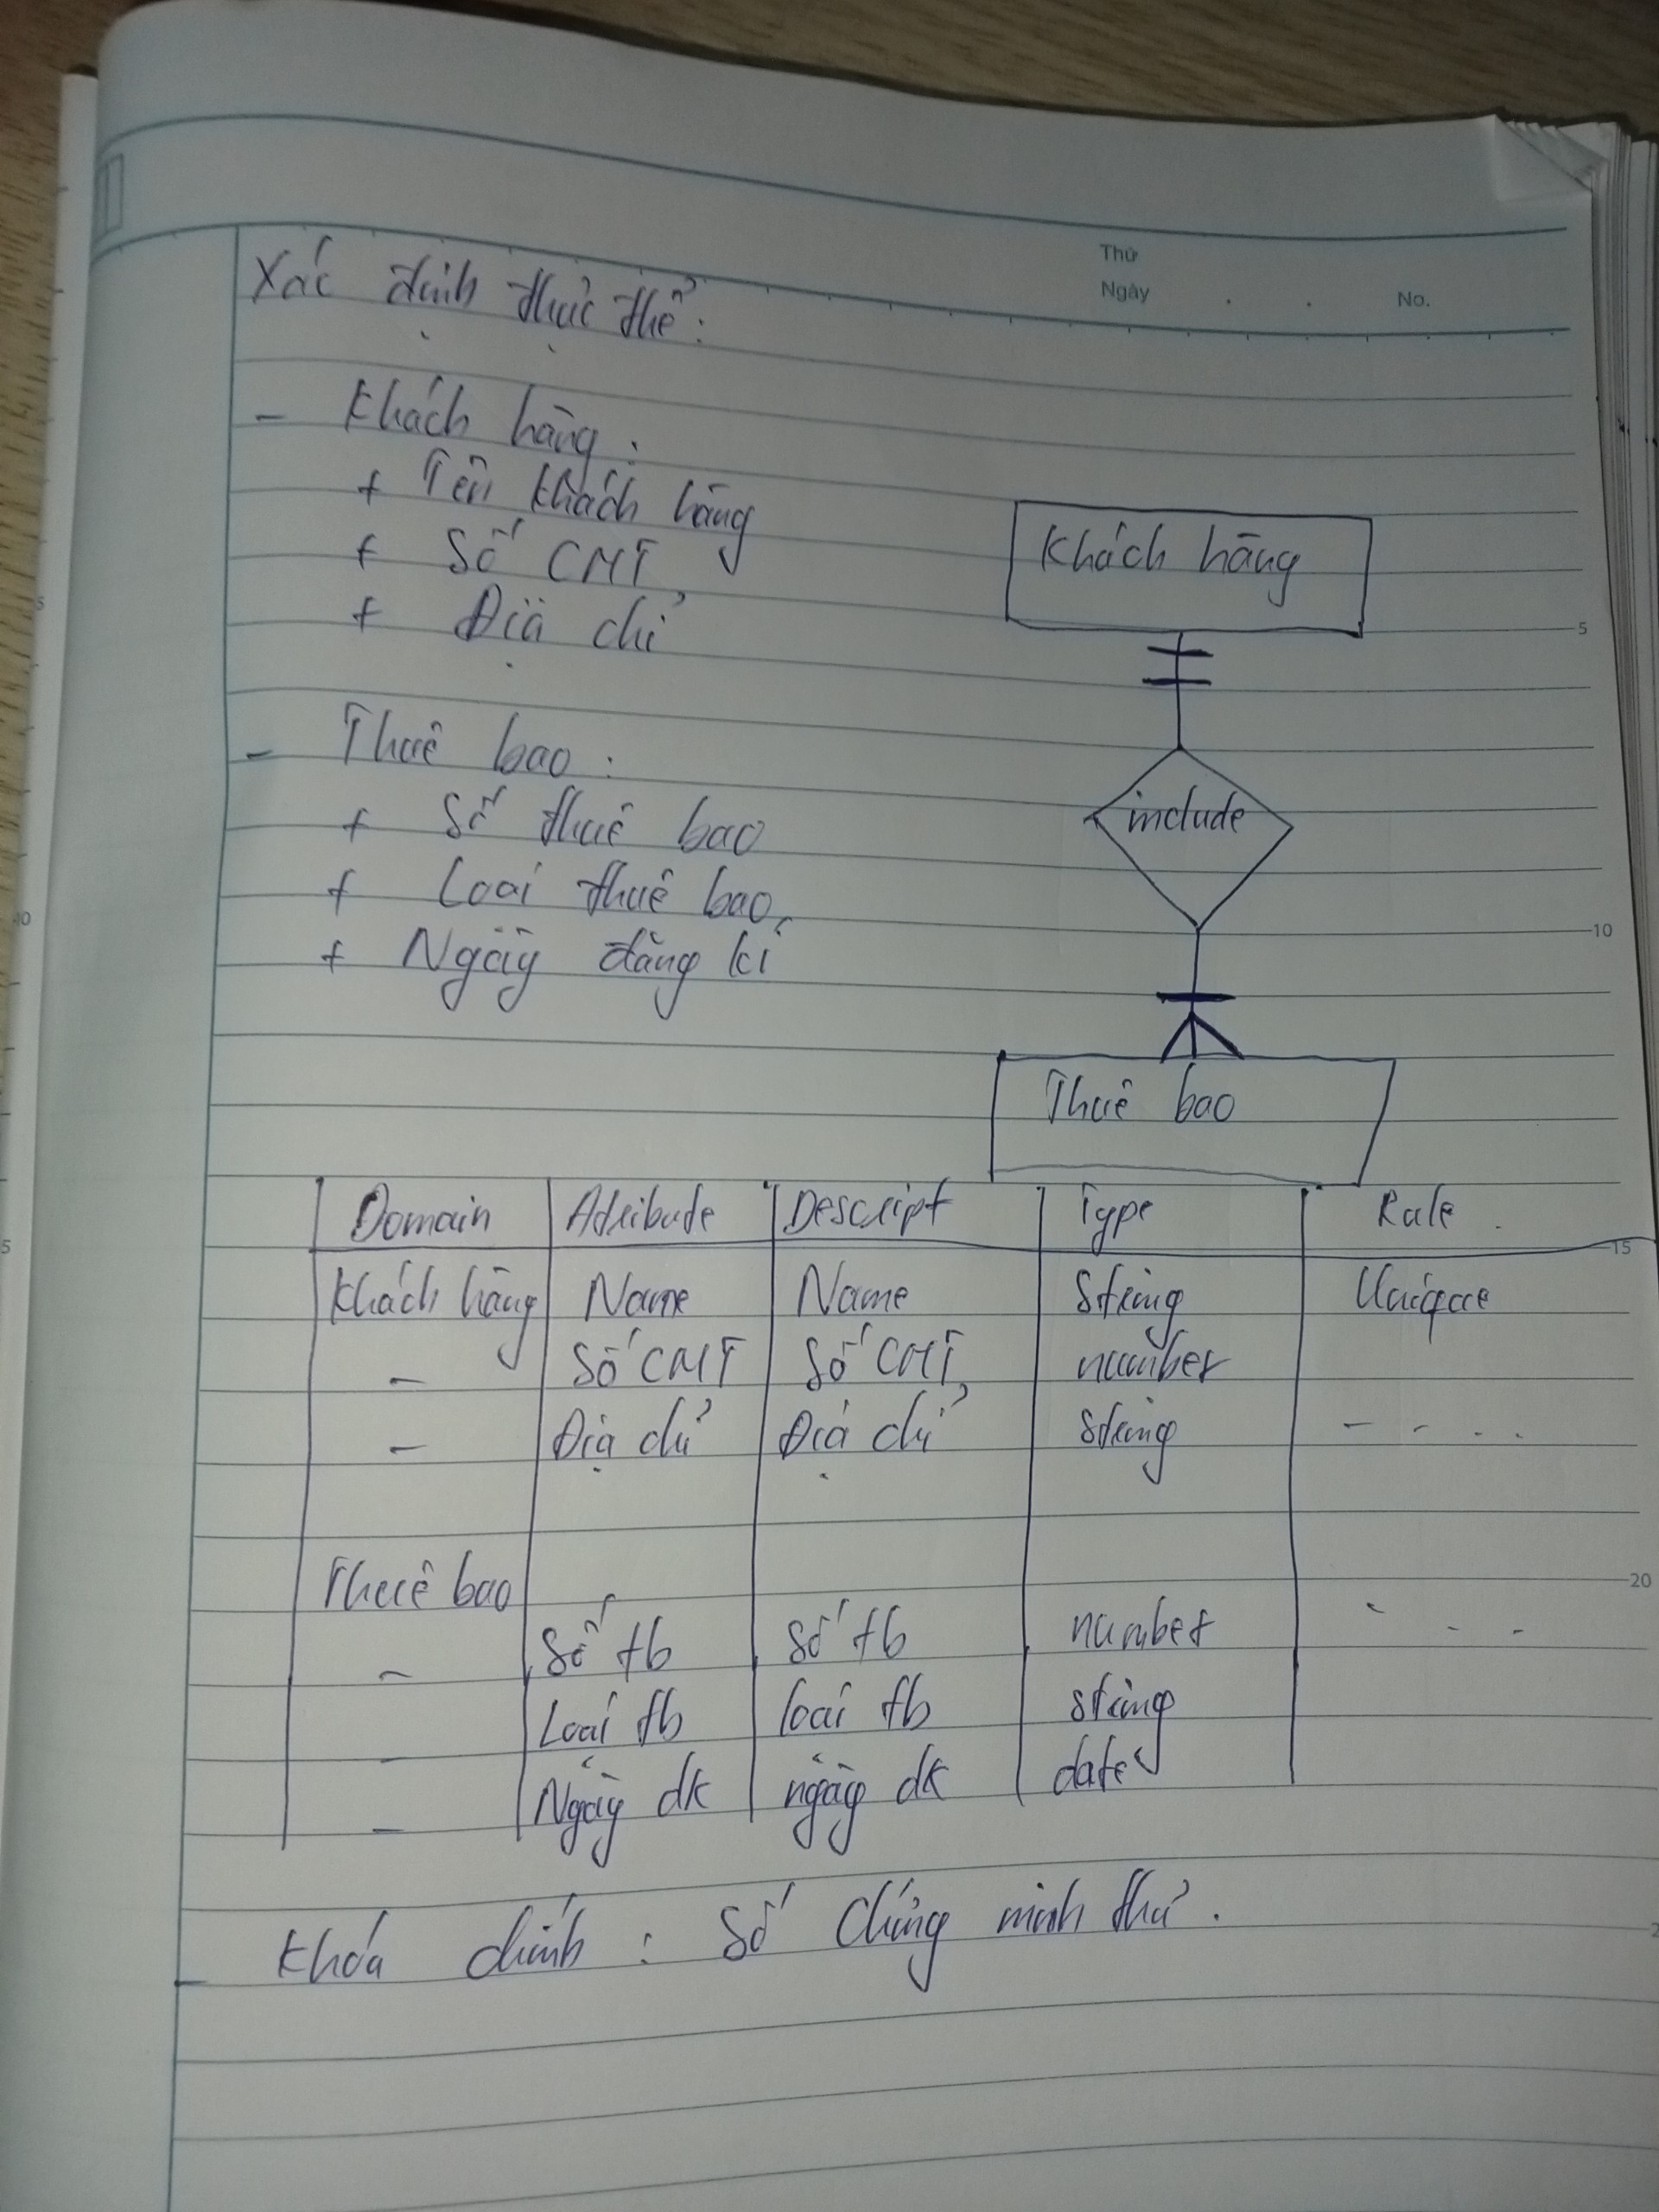 Thứ
Ngày . . No.
Xác định thực thể:
- Khách hàng:
+ Tên khách hàng
+ Số CMT
+ Địa chỉ
- Thuê bao:
+ Số thuê bao
+ Loại thuê bao
+ Ngày đăng kí
Khách hàng
include
Thuê bao
Domain Attribute Descript Type Rule
Khách hàng Name Name String Unique
- Số CMT Số CMT number
- Địa chỉ Địa chỉ string - - - -
Thuê bao
- Số tb Số tb number - - -
- Loại tb loại tb string
- Ngày đk ngày đk date
- Khóa chính: Số Chứng minh thư.
5
10
15
20